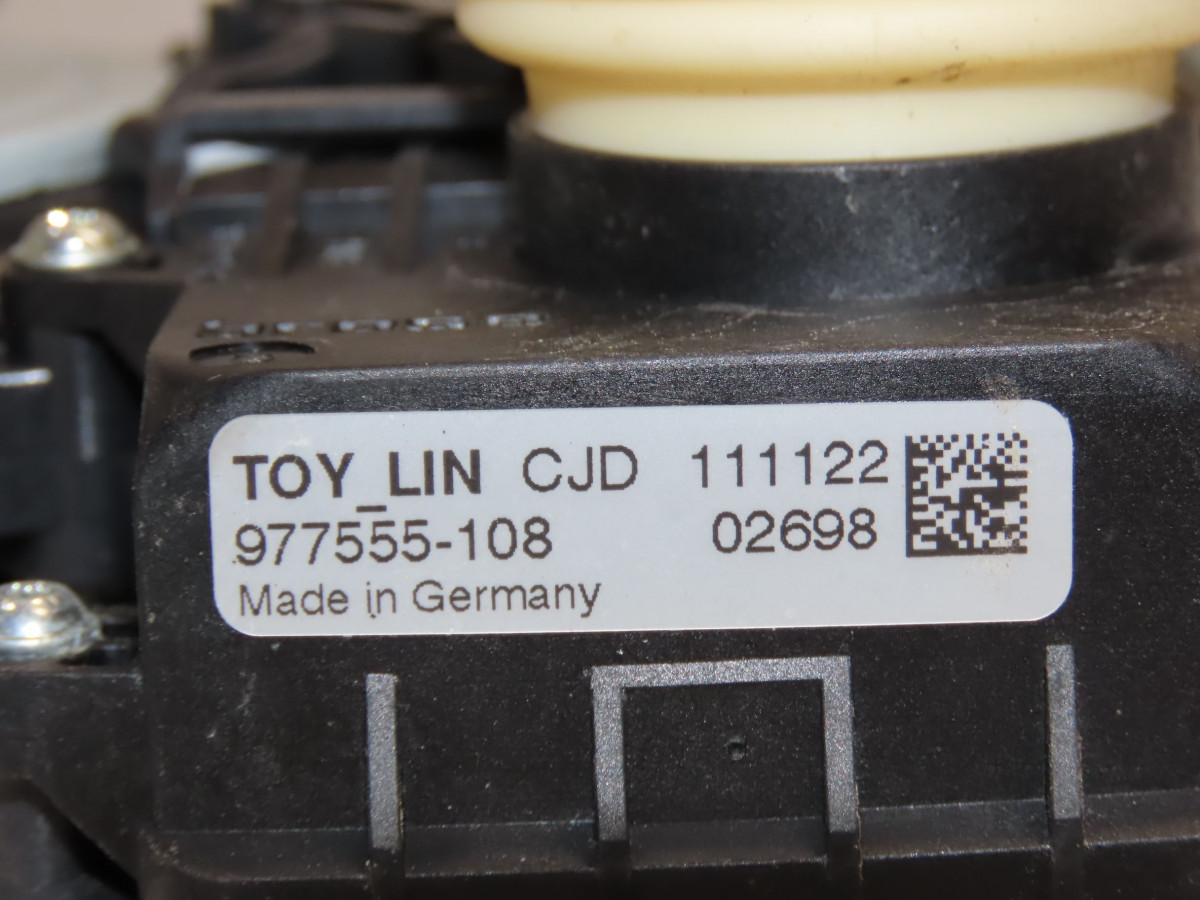 TOY_LIN CJD 111122
977555-108 02698
Made in Germany